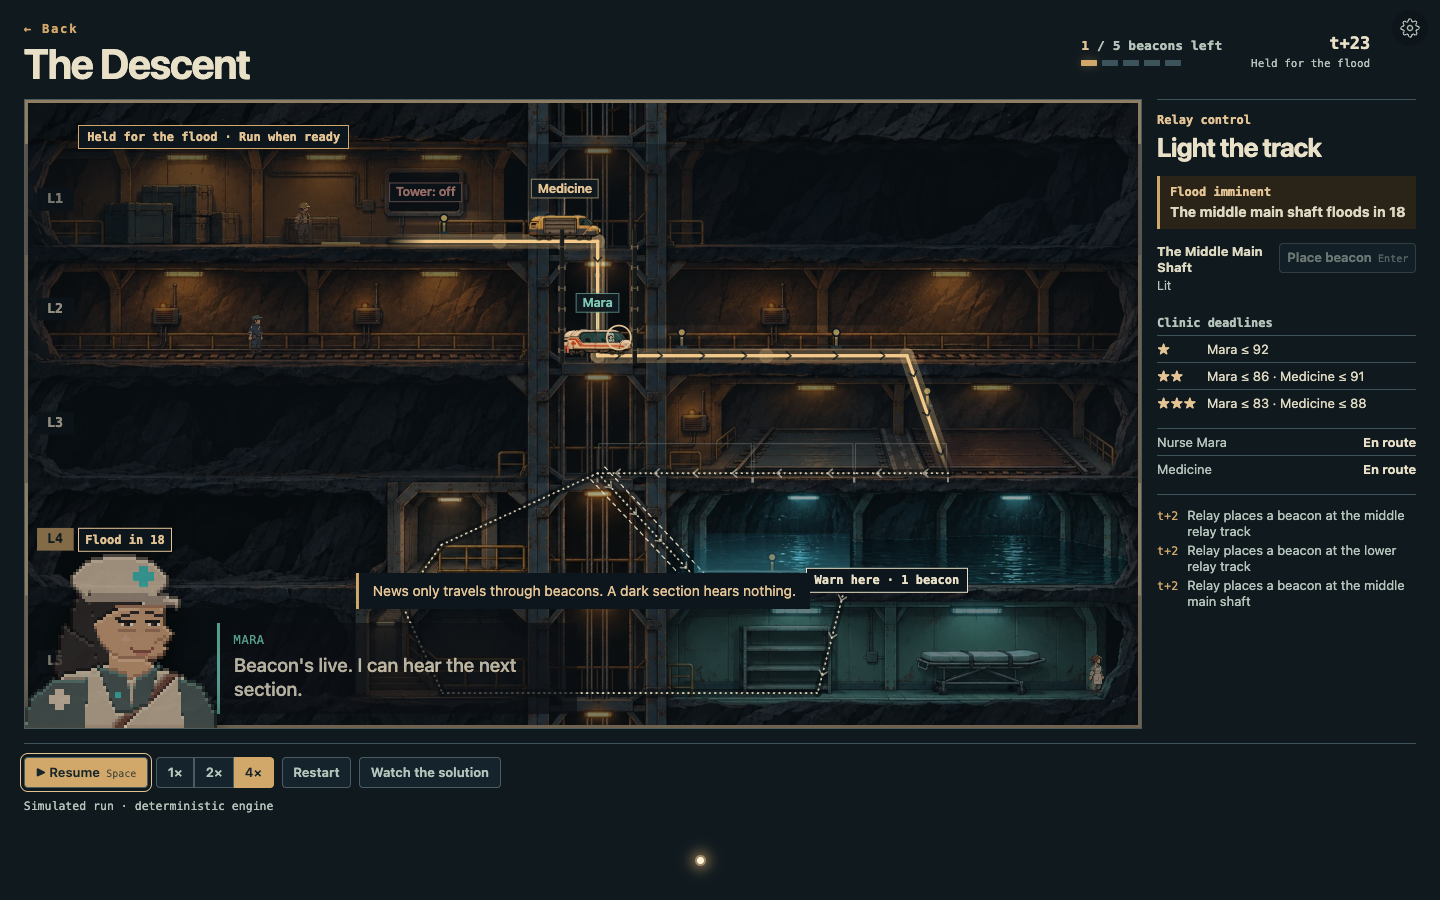 ← Back
The Descent
1 / 5 beacons left
t+23
Held for the flood
Held for the flood · Run when ready
L1
Tower: off
Medicine
L2
Mara
L3
L4
Flood in 18
News only travels through beacons. A dark section hears nothing.
Warn here · 1 beacon
L5
MARA
Beacon's live. I can hear the next
section.
Relay control
Light the track
Flood imminent
The middle main shaft floods in 18
The Middle Main
Shaft
Lit
Place beacon Enter
Clinic deadlines
★ Mara ≤ 92
★★ Mara ≤ 86 · Medicine ≤ 91
★★★ Mara ≤ 83 · Medicine ≤ 88
Nurse Mara En route
Medicine En route
t+2 Relay places a beacon at the middle
relay track
t+2 Relay places a beacon at the lower
relay track
t+2 Relay places a beacon at the middle
main shaft
▶ Resume Space
1×
2×
4×
Restart
Watch the solution
Simulated run · deterministic engine